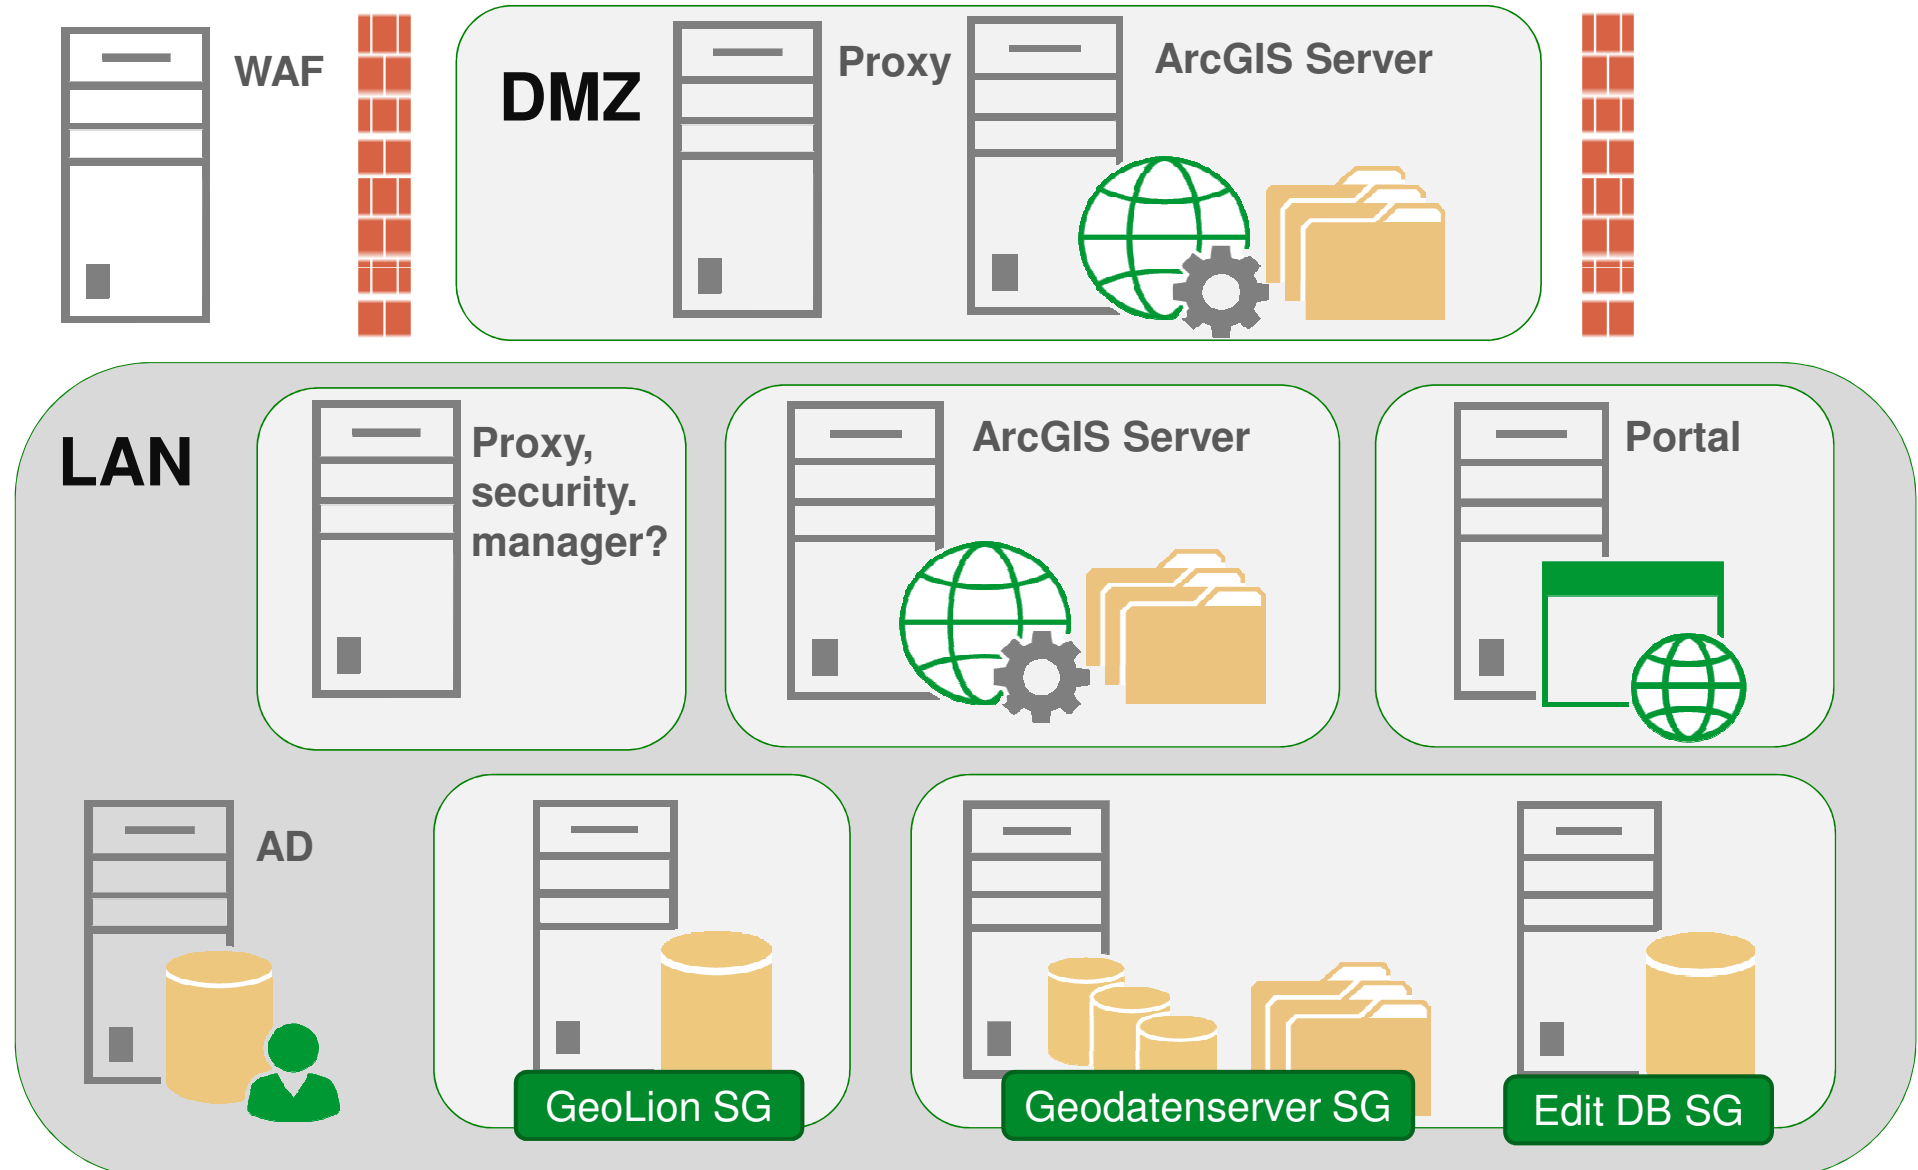 WAF
DMZ
Proxy
ArcGIS Server
LAN
Proxy,
security.
manager?
ArcGIS Server
Portal
AD
GeoLion SG
Geodatenserver SG
Edit DB SG